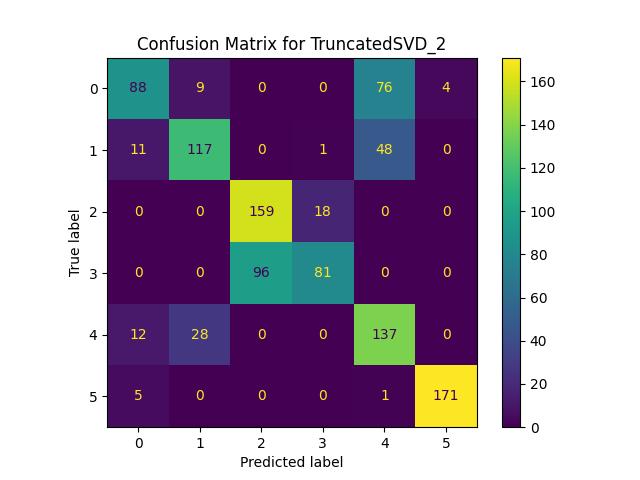 Confusion Matrix for TruncatedSVD_2
0 88 9 0 0 76 4
1 11 117 0 1 48 0
2 0 0 159 18 0 0
3 0 0 96 81 0 0
4 12 28 0 0 137 0
5 5 0 0 0 1 171
0 1 2 3 4 5
True label
Predicted label
160
140
120
100
80
60
40
20
0